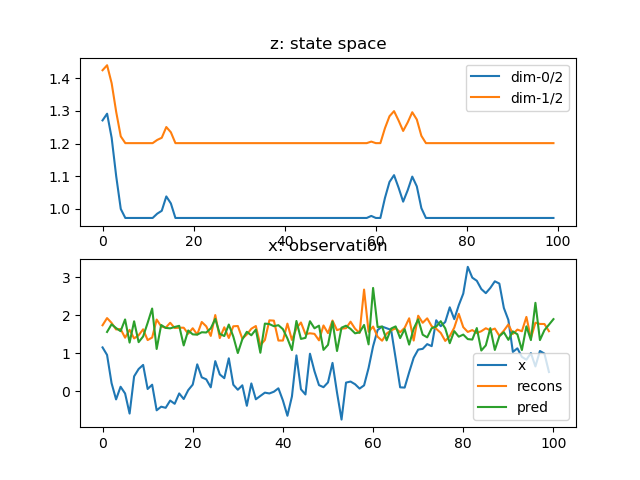 z: state space
1.4
1.3
1.2
1.1
1.0
dim-0/2
dim-1/2
0 20 40 60 80 100
x: observation
3
2
1
0
x
recons
pred
0 20 40 60 80 100